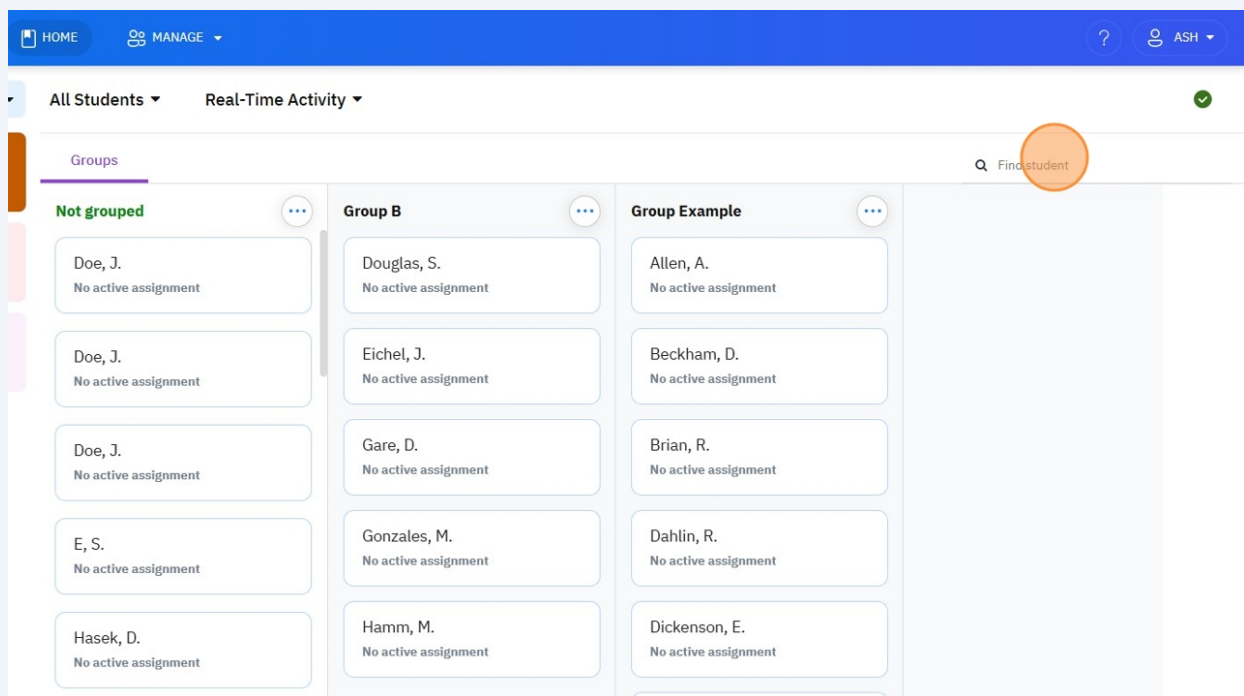 HOME MANAGE ? ASH
All Students Real-Time Activity
Groups
Find student
Not grouped ...
Doe, J.
No active assignment
Doe, J.
No active assignment
Doe, J.
No active assignment
E, S.
No active assignment
Hasek, D.
No active assignment
Group B ...
Douglas, S.
No active assignment
Eichel, J.
No active assignment
Gare, D.
No active assignment
Gonzales, M.
No active assignment
Hamm, M.
No active assignment
Group Example ...
Allen, A.
No active assignment
Beckham, D.
No active assignment
Brian, R.
No active assignment
Dahlin, R.
No active assignment
Dickenson, E.
No active assignment